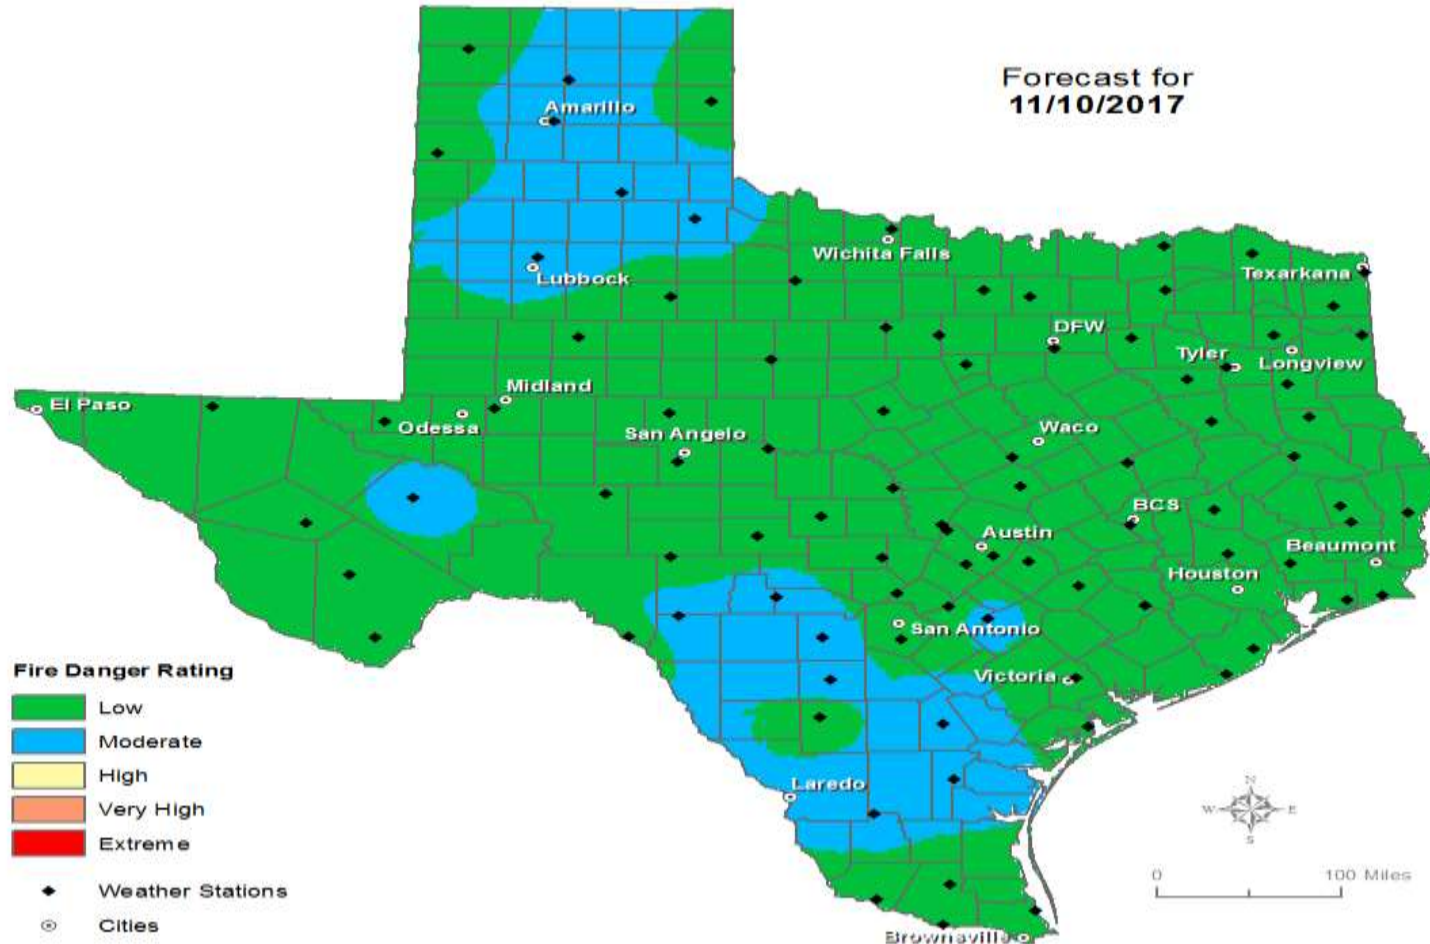 Forecast for
11/10/2017
Amarillo
Wichita Falls
Texarkana
Lubbock
DFW
Tyler
Longview
Midland
El Paso
Odessa
San Angelo
Waco
BCS
Austin
Beaumont
Houston
San Antonio
Victoria
Laredo
Brownsville
Fire Danger Rating
Low
Moderate
High
Very High
Extreme
Weather Stations
Cities
N
W E
S
0 100 Miles